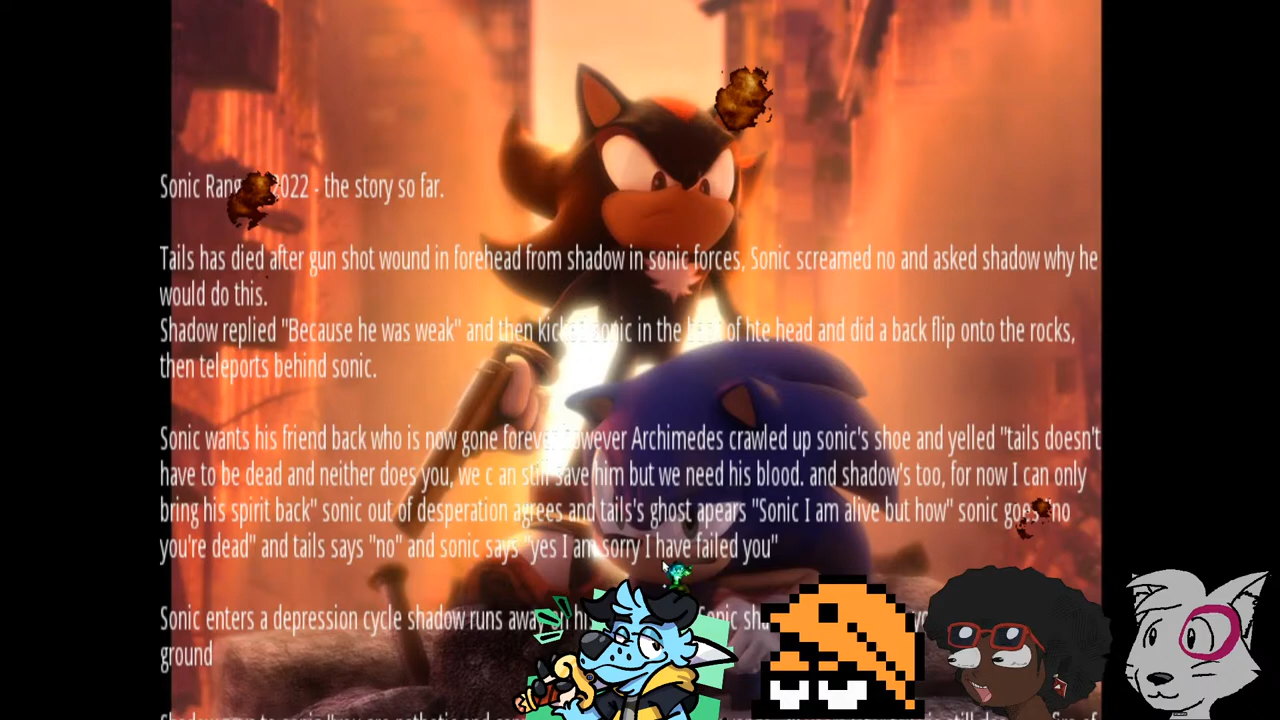 Sonic Rang 2022 - the story so far.
Tails has died after gun shot wound in forehead from shadow in sonic forces, Sonic screamed no and asked shadow why he
would do this.
Shadow replied "Because he was weak" and then kicked sonic in the back of hte head and did a back flip onto the rocks,
then teleports behind sonic.
Sonic wants his friend back who is now gone forever however Archimedes crawled up sonic's shoe and yelled "tails doesn't
have to be dead and neither does you, we c an still save him but we need his blood. and shadow's too, for now I can only
bring his spirit back" sonic out of desperation agrees and tails's ghost apears "Sonic I am alive but how" sonic goes "no
you're dead" and tails says "no" and sonic says "yes I am sorry I have failed you"
Sonic enters a depression cycle shadow runs away on hi Sonic sh
ground